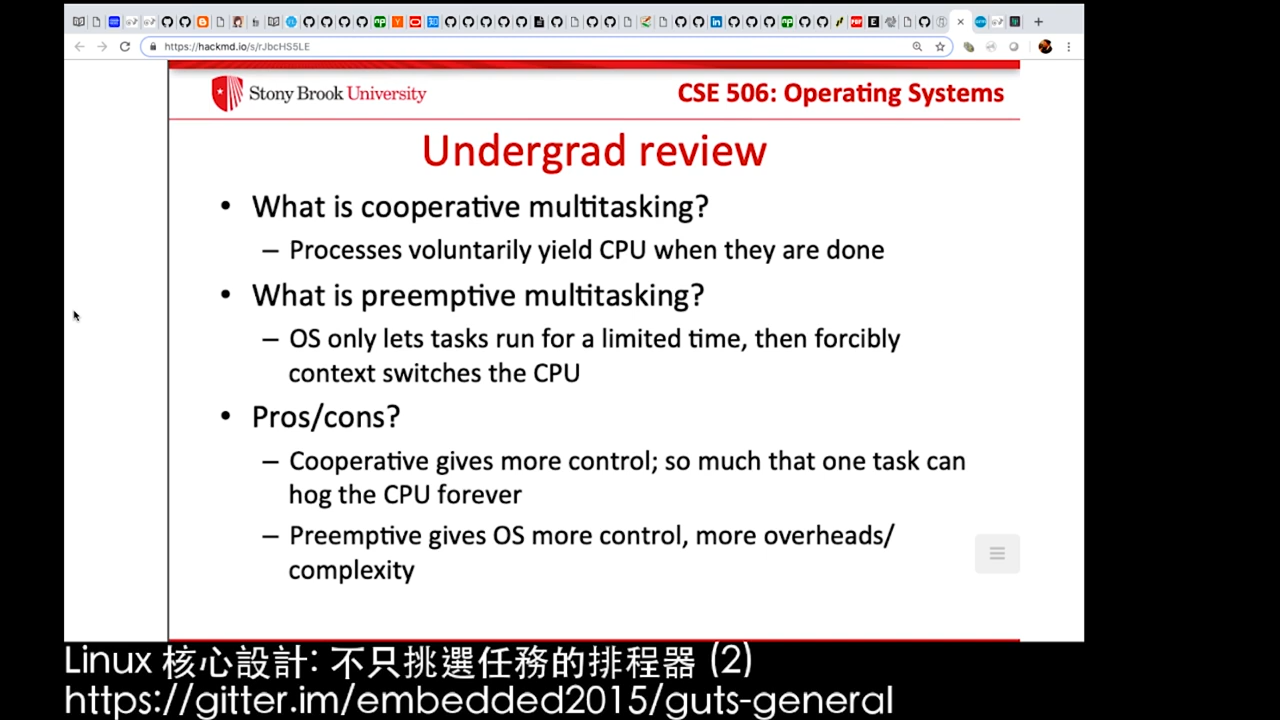 https://hackmd.io/s/rJbcHS5LE
Stony Brook University
CSE 506: Operating Systems
Undergrad review
• What is cooperative multitasking?
– Processes voluntarily yield CPU when they are done
• What is preemptive multitasking?
– OS only lets tasks run for a limited time, then forcibly
context switches the CPU
• Pros/cons?
– Cooperative gives more control; so much that one task can
hog the CPU forever
– Preemptive gives OS more control, more overheads/
complexity
Linux 核心設計: 不只挑選任務的排程器 (2)
https://gitter.im/embedded2015/guts-general